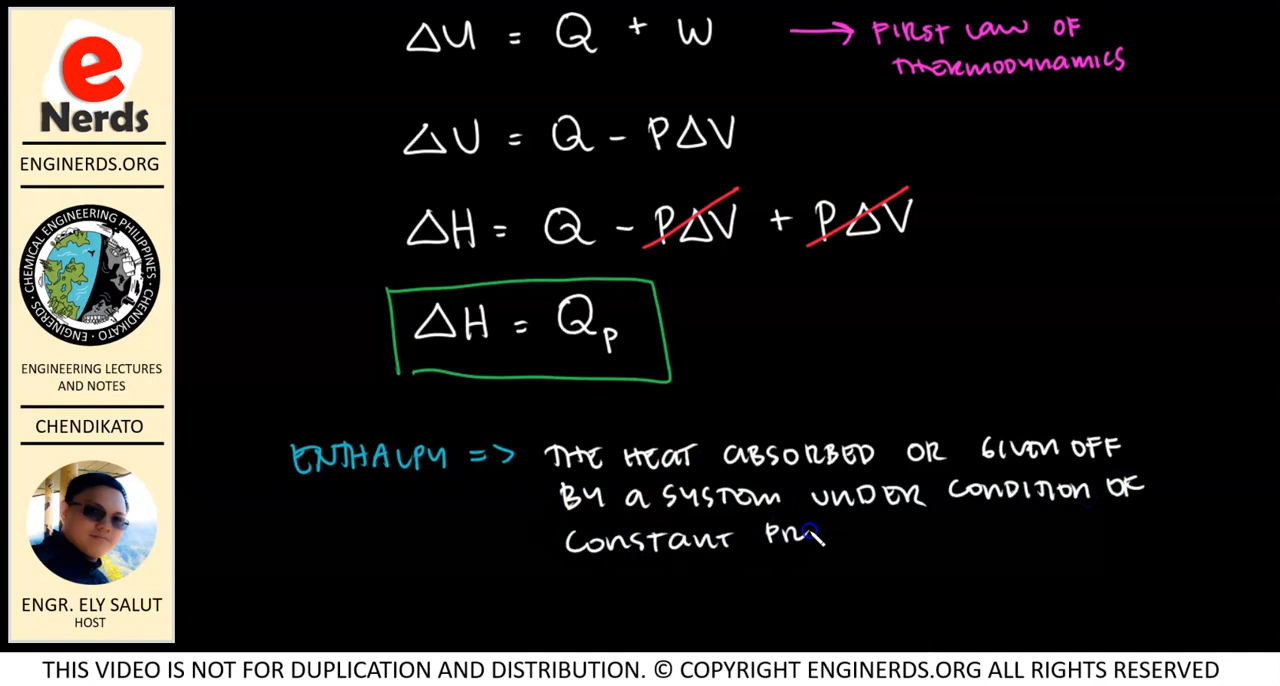 e
Nerds
ENGINERDS.ORG
CHEMICAL ENGINEERING PHILIPPINES
CHENDIKATO
ENGINERDS
ENGINEERING LECTURES
AND NOTES
CHENDIKATO
ENGR. ELY SALUT
HOST
ΔU = Q + W → FIRST LAW OF
THERMODYNAMICS
ΔU = Q - PΔV
ΔH = Q - PΔV + PΔV
ΔH = Qp
ENTHALPY => THE HEAT ABSORBED OR GIVEN OFF
BY A SYSTEM UNDER CONDITION OF
CONSTANT PR
THIS VIDEO IS NOT FOR DUPLICATION AND DISTRIBUTION. © COPYRIGHT ENGINERDS.ORG ALL RIGHTS RESERVED